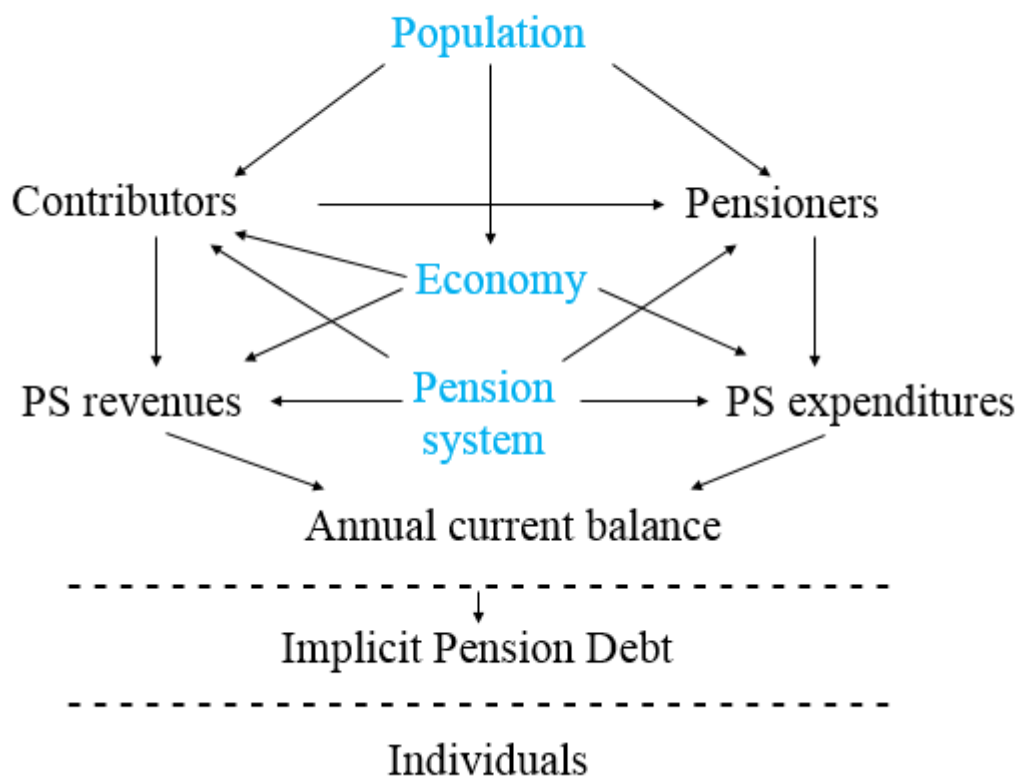 Population
Contributors
Pensioners
Economy
PS revenues
Pension
system
PS expenditures
Annual current balance
Implicit Pension Debt
Individuals